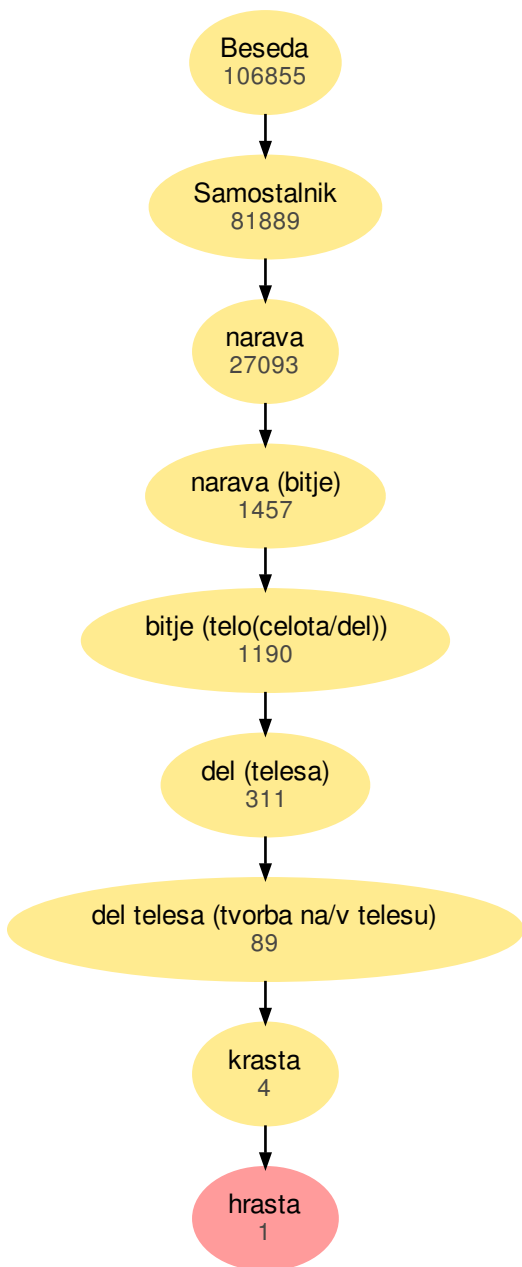 Beseda
106855
Samostalnik
81889
narava
27093
narava (bitje)
1457
bitje (telo(celota/del))
1190
del (telesa)
311
del telesa (tvorba na/v telesu)
89
krasta
4
hrasta
1